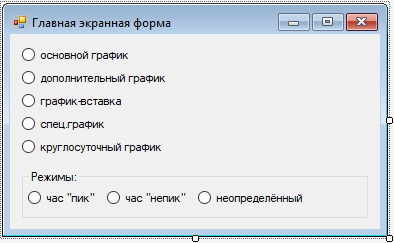 Главная экранная форма
основной график
дополнительный график
график-вставка
спец.график
круглосуточный график
Режимы:
час "пик" час "непик" неопределённый